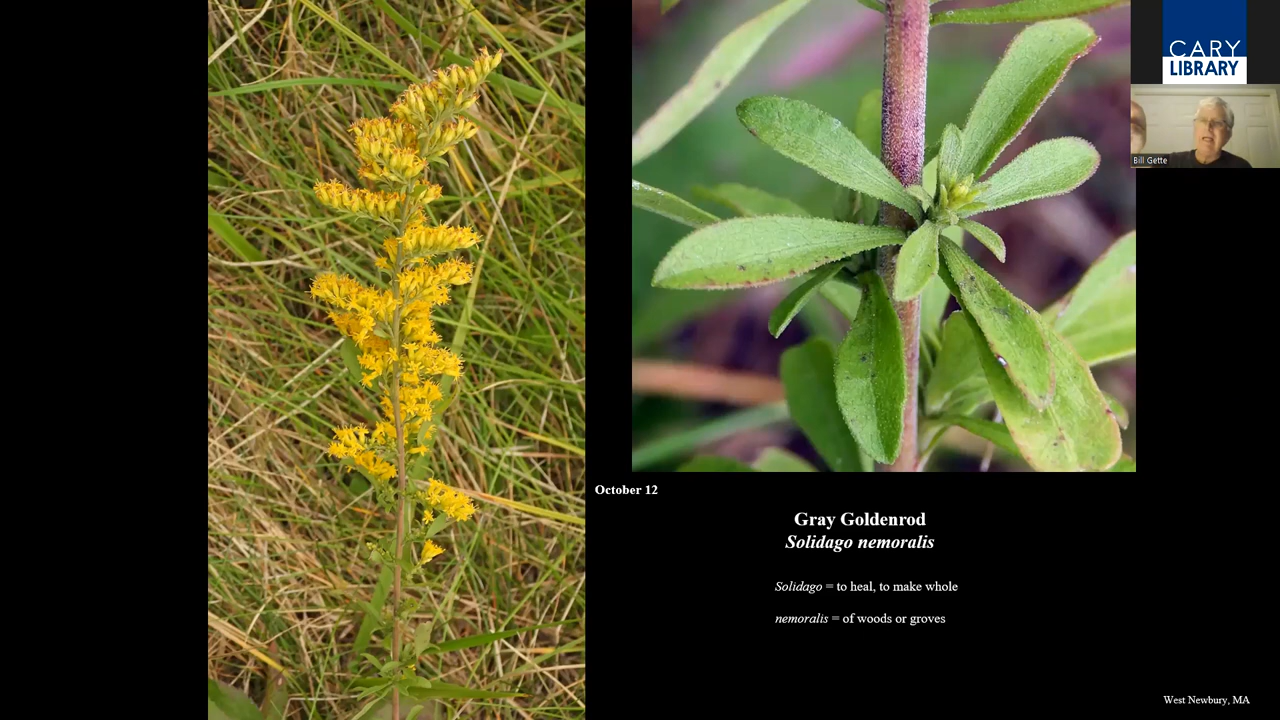 CARY
LIBRARY
Bill Gette
October 12
Gray Goldenrod
Solidago nemoralis
Solidago = to heal, to make whole
nemoralis = of woods or groves
West Newbury, MA